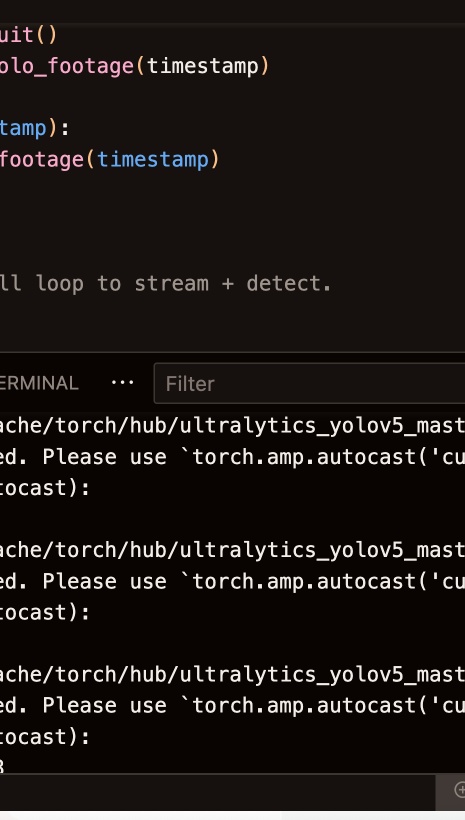 uit()
olo_footage(timestamp)
tamp):
footage(timestamp)
ll loop to stream + detect.
ERMINAL ··· Filter
ache/torch/hub/ultralytics_yolov5_mast
ed. Please use `torch.amp.autocast('cu
tocast):
ache/torch/hub/ultralytics_yolov5_mast
ed. Please use `torch.amp.autocast('cu
tocast):
ache/torch/hub/ultralytics_yolov5_mast
ed. Please use `torch.amp.autocast('cu
tocast):